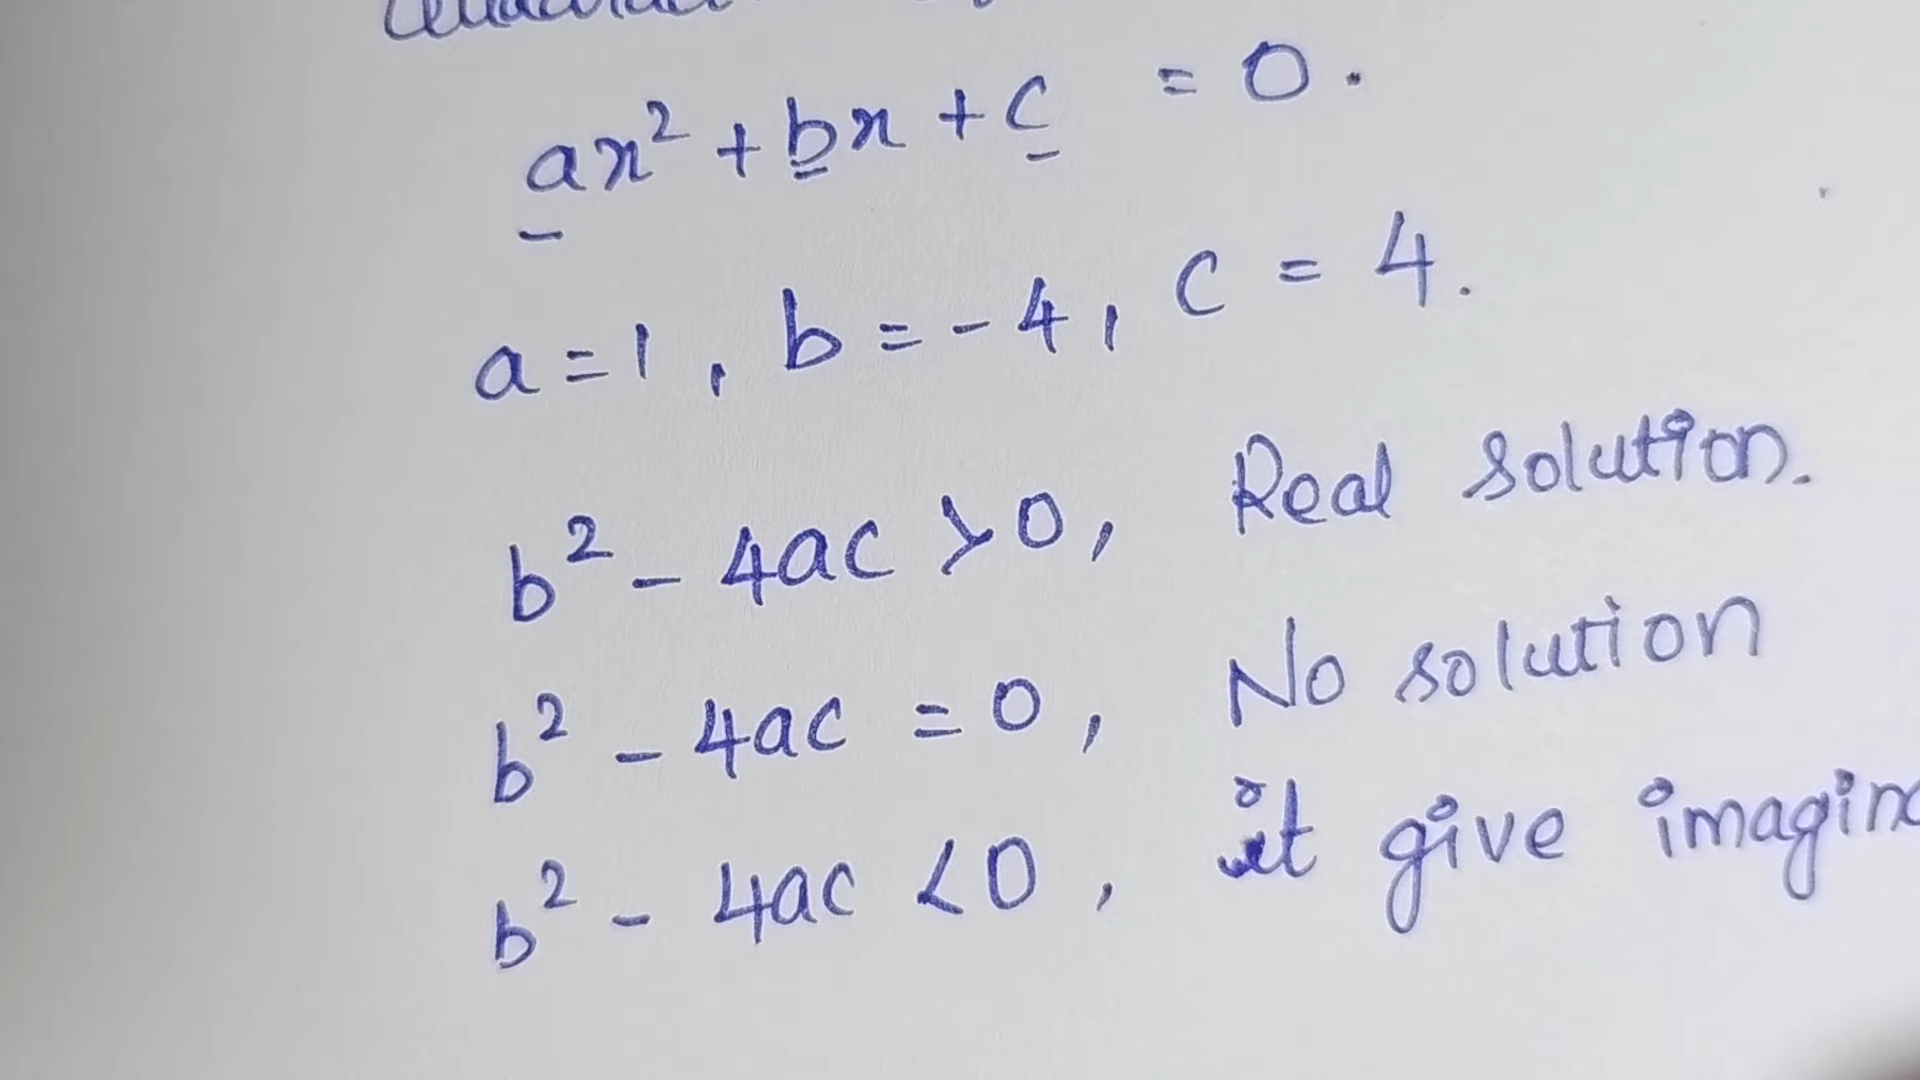 ax² + bx + c = 0.
a = 1, b = -4, c = 4.
b² - 4ac > 0, Real solution.
b² - 4ac = 0, No solution
b² - 4ac < 0, it give